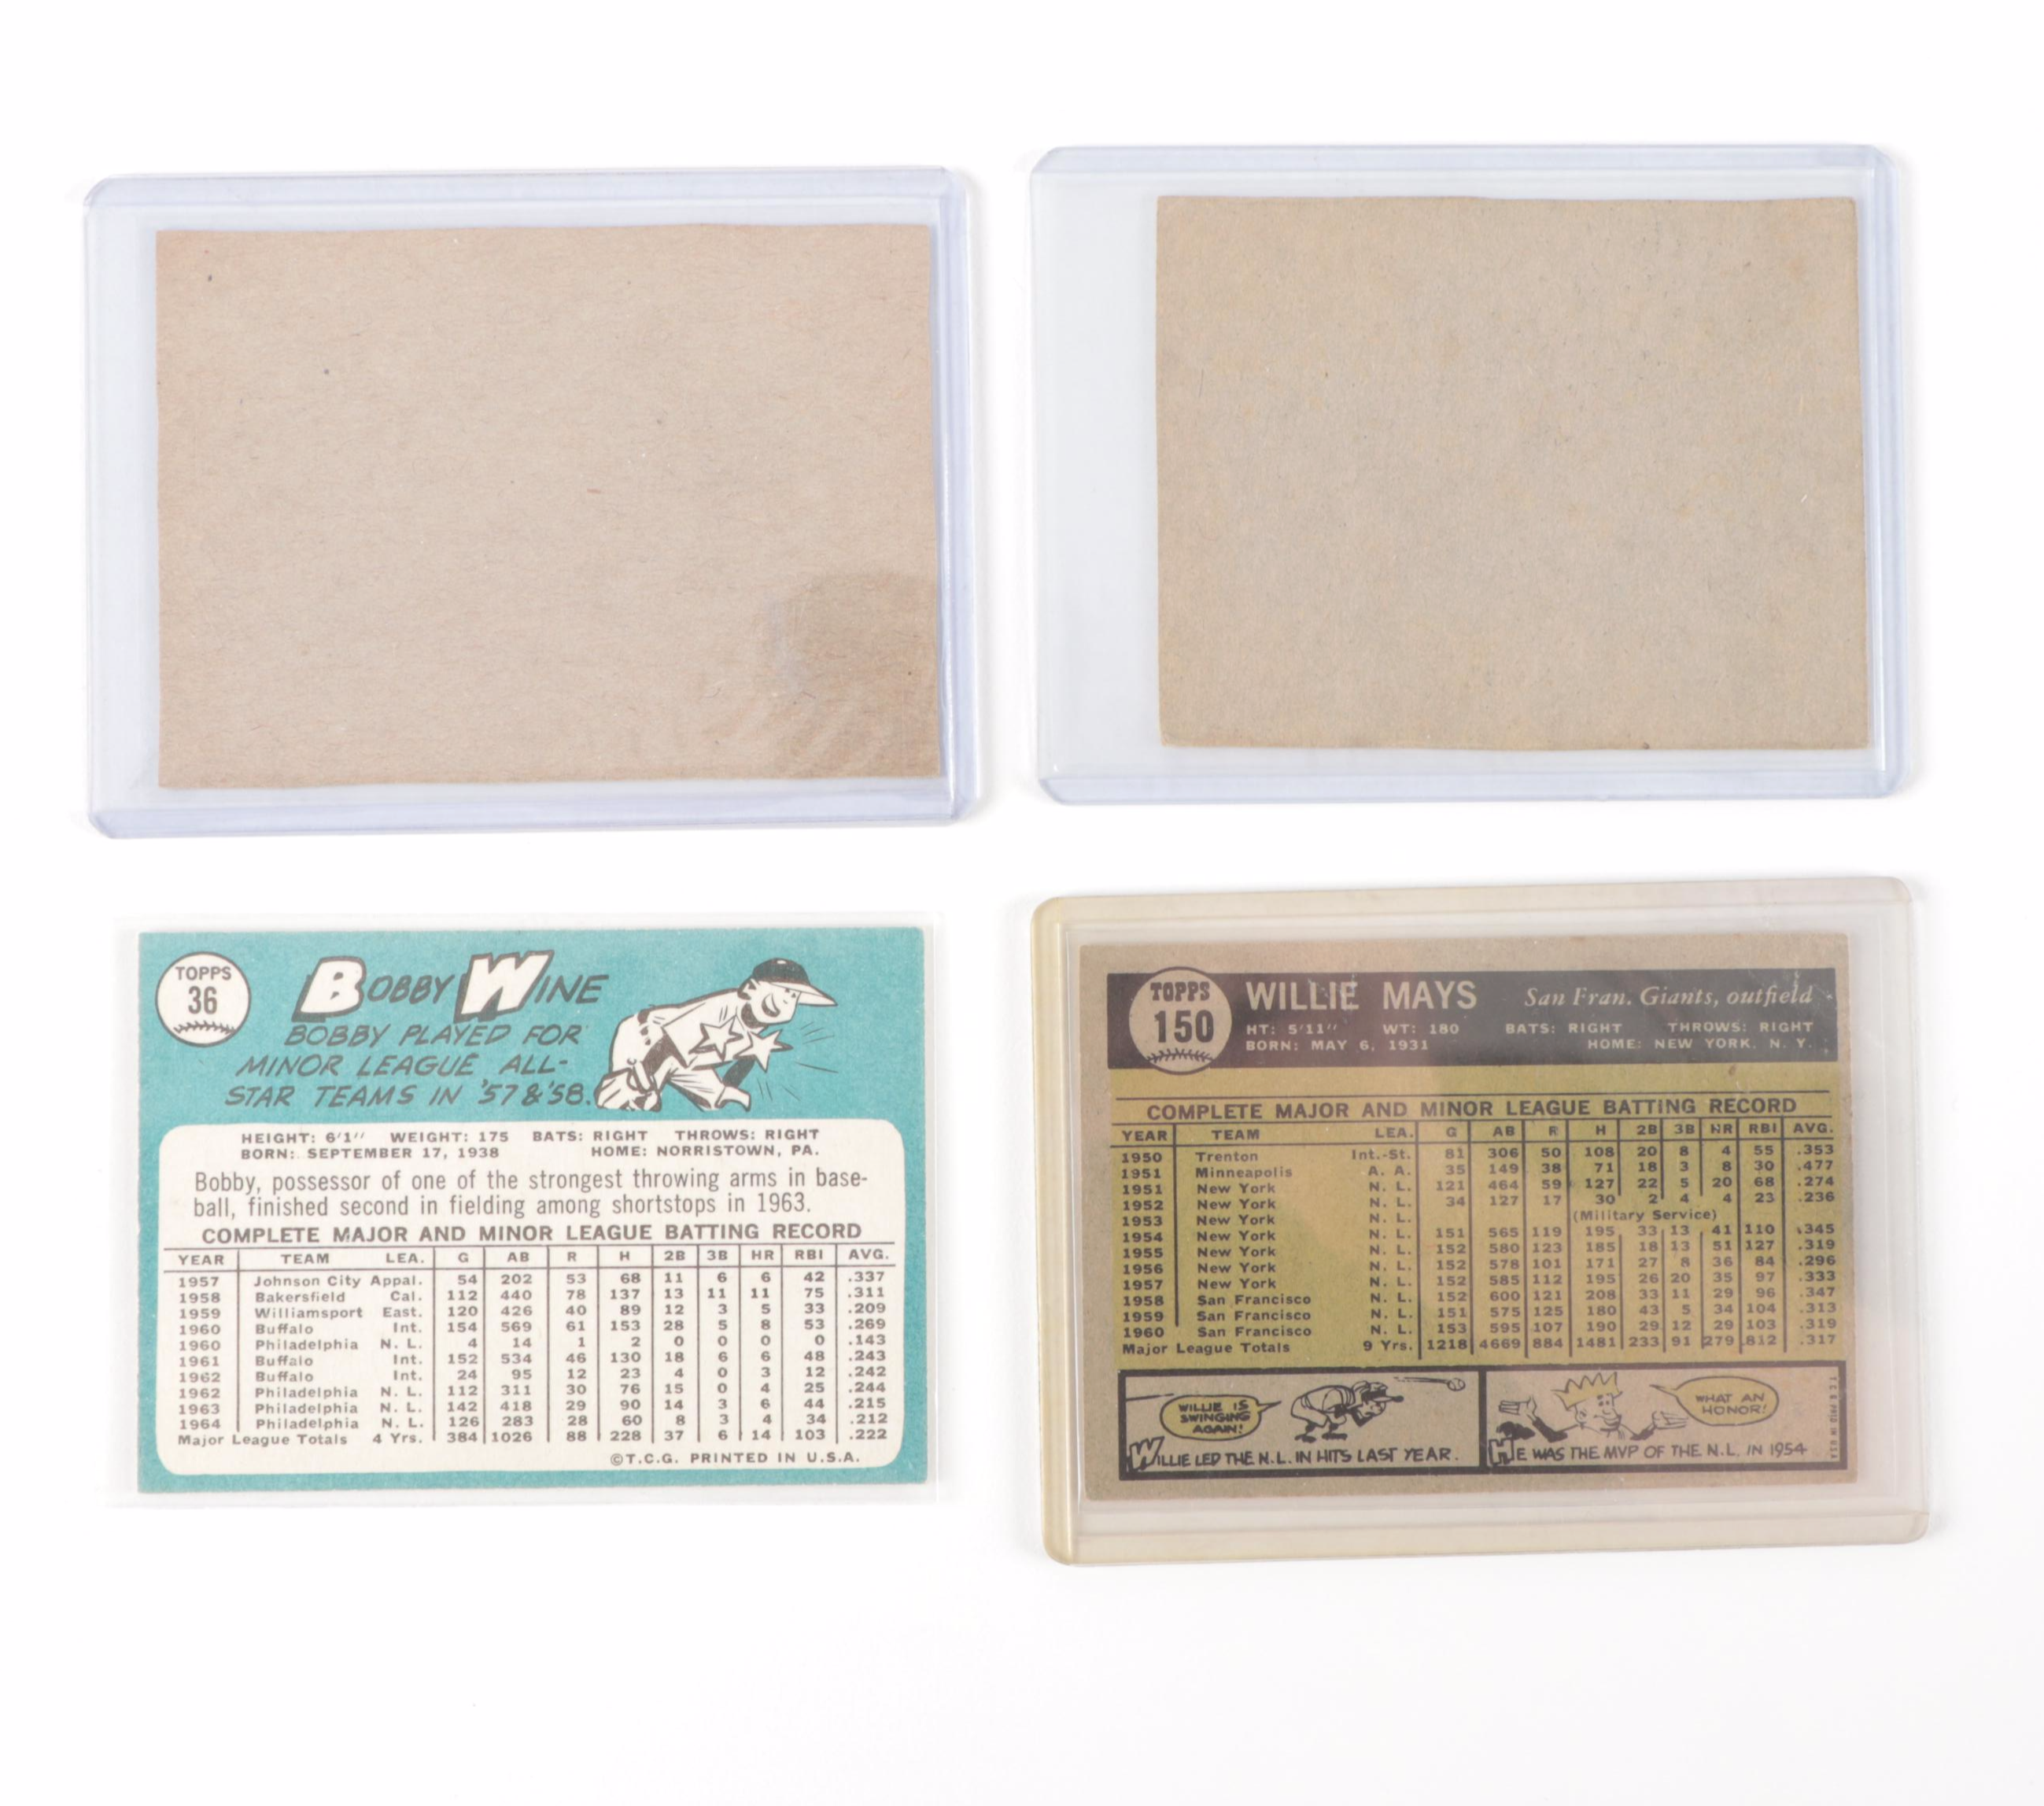 TOPPS
36
BOBBY WINE
BOBBY PLAYED FOR
MINOR LEAGUE ALL-
STAR TEAMS IN '57 & '58.
HEIGHT: 6'1" WEIGHT: 175 BATS: RIGHT THROWS: RIGHT
BORN: SEPTEMBER 17, 1938 HOME: NORRISTOWN, PA.
Bobby, possessor of one of the strongest throwing arms in base-
ball, finished second in fielding among shortstops in 1963.
COMPLETE MAJOR AND MINOR LEAGUE BATTING RECORD
YEAR TEAM LEA. G AB R H 2B 3B HR RBI AVG.
1957 Johnson City Appal. 54 202 53 68 11 6 6 42 .337
1958 Bakersfield Cal. 112 440 78 137 13 11 11 75 .311
1959 Williamsport East. 120 426 40 89 12 3 5 33 .209
1960 Buffalo Int. 154 569 61 153 28 5 8 53 .269
1960 Philadelphia N. L. 4 14 1 2 0 0 0 0 .143
1961 Buffalo Int. 152 534 46 130 18 6 6 48 .243
1962 Buffalo Int. 24 95 12 23 4 0 3 12 .242
1962 Philadelphia N. L. 112 311 30 76 15 0 4 25 .244
1963 Philadelphia N. L. 142 418 29 90 14 3 6 44 .215
1964 Philadelphia N. L. 126 283 28 60 8 3 4 34 .212
Major League Totals 4 Yrs. 384 1026 88 228 37 6 14 103 .222
©T.C.G. PRINTED IN U.S.A.
TOPPS
150
WILLIE MAYS San Fran. Giants, outfield
HT: 5'11" WT: 180 BATS: RIGHT THROWS: RIGHT
BORN: MAY 6, 1931 HOME: NEW YORK, N. Y.
COMPLETE MAJOR AND MINOR LEAGUE BATTING RECORD
YEAR TEAM LEA. G AB R H 2B 3B HR RBI AVG.
1950 Trenton Int.-St. 81 306 50 108 20 8 4 55 .353
1951 Minneapolis A. A. 35 149 38 71 18 3 8 30 .477
1951 New York N. L. 121 464 59 127 22 5 20 68 .274
1952 New York N. L. 34 127 17 30 2 4 4 23 .236
1953 New York N. L. (Military Service)
1954 New York N. L. 151 565 119 195 33 13 41 110 .345
1955 New York N. L. 152 580 123 185 18 13 51 127 .319
1956 New York N. L. 152 578 101 171 27 8 36 84 .296
1957 New York N. L. 152 585 112 195 26 20 35 97 .333
1958 San Francisco N. L. 152 600 121 208 33 11 29 96 .347
1959 San Francisco N. L. 151 575 125 180 43 5 34 104 .313
1960 San Francisco N. L. 153 595 107 190 29 12 29 103 .319
Major League Totals 9 Yrs. 1218 4669 884 1481 233 91 279 812 .317
WILLIE IS
SWINGING
AGAIN!
WILLIE LED THE N.L. IN HITS LAST YEAR.
WHAT AN
HONOR!
HE WAS THE MVP OF THE N.L. IN 1954